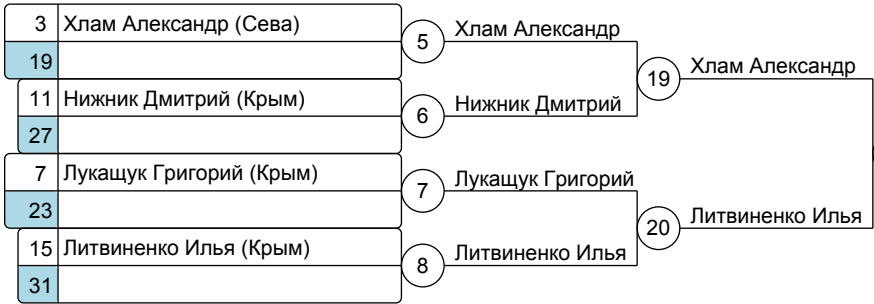 3 Хлам Александр (Сева)
19
5 Хлам Александр
11 Нижник Дмитрий (Крым)
27
6 Нижник Дмитрий
19 Хлам Александр
7 Лукащук Григорий (Крым)
23
7 Лукащук Григорий
15 Литвиненко Илья (Крым)
31
8 Литвиненко Илья
20 Литвиненко Илья